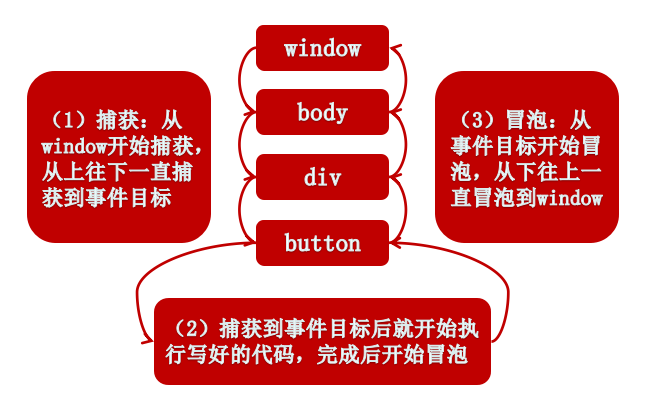 window
body
div
button
（1）捕获：从
window开始捕获，
从上往下一直捕
获到事件目标
（3）冒泡：从
事件目标开始冒
泡，从下往上一
直冒泡到window
（2）捕获到事件目标后就开始执
行写好的代码，完成后开始冒泡